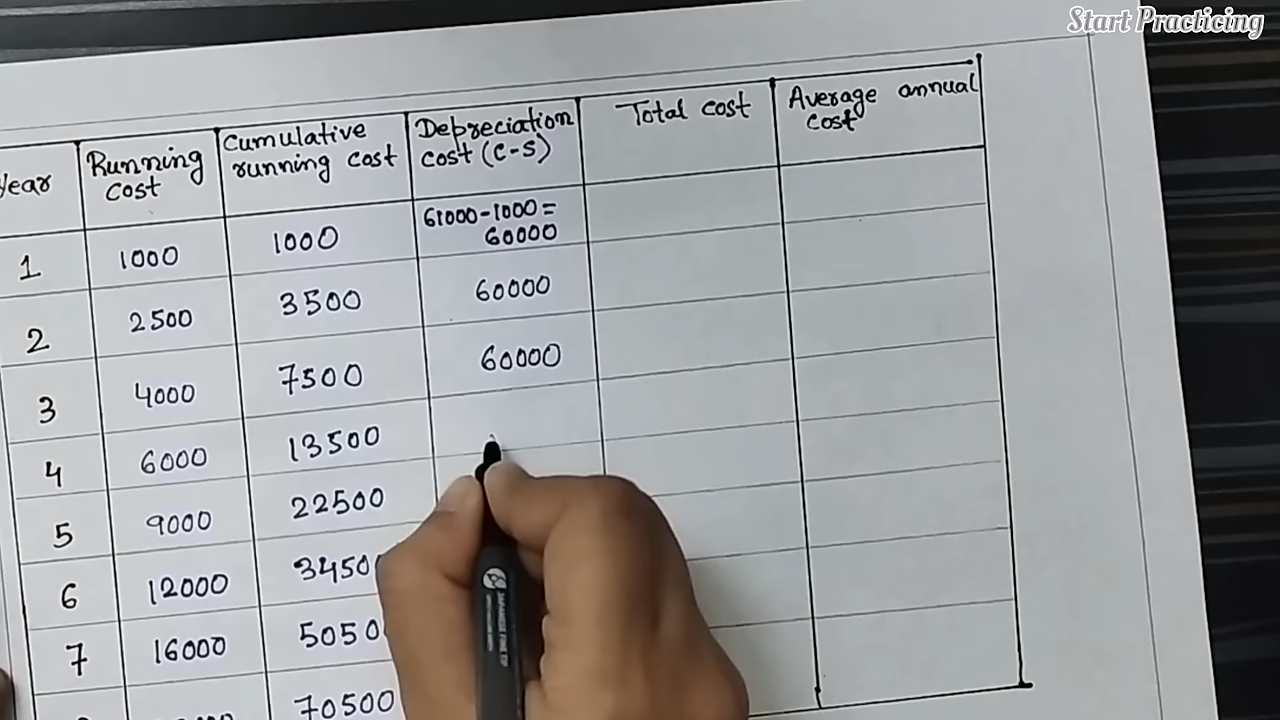 Start Practicing
Year
Running
cost
Cumulative
running cost
Depreciation
cost (C-S)
Total cost
Average annual
cost
1
1000
1000
61000-1000=
60000
2
2500
3500
60000
3
4000
7500
60000
4
6000
13500
5
9000
22500
6
12000
3450
7
16000
5050
70500